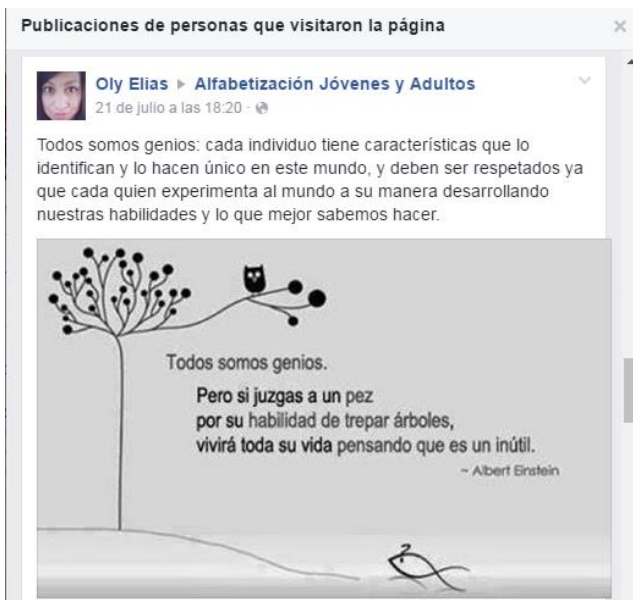 Publicaciones de personas que visitaron la página
Oly Elias ▸ Alfabetización Jóvenes y Adultos
21 de julio a las 18:20 ·
Todos somos genios: cada individuo tiene características que lo
identifican y lo hacen único en este mundo, y deben ser respetados ya
que cada quien experimenta al mundo a su manera desarrollando
nuestras habilidades y lo que mejor sabemos hacer.
Todos somos genios.
Pero si juzgas a un pez
por su habilidad de trepar árboles,
vivirá toda su vida pensando que es un inútil.
~ Albert Einstein